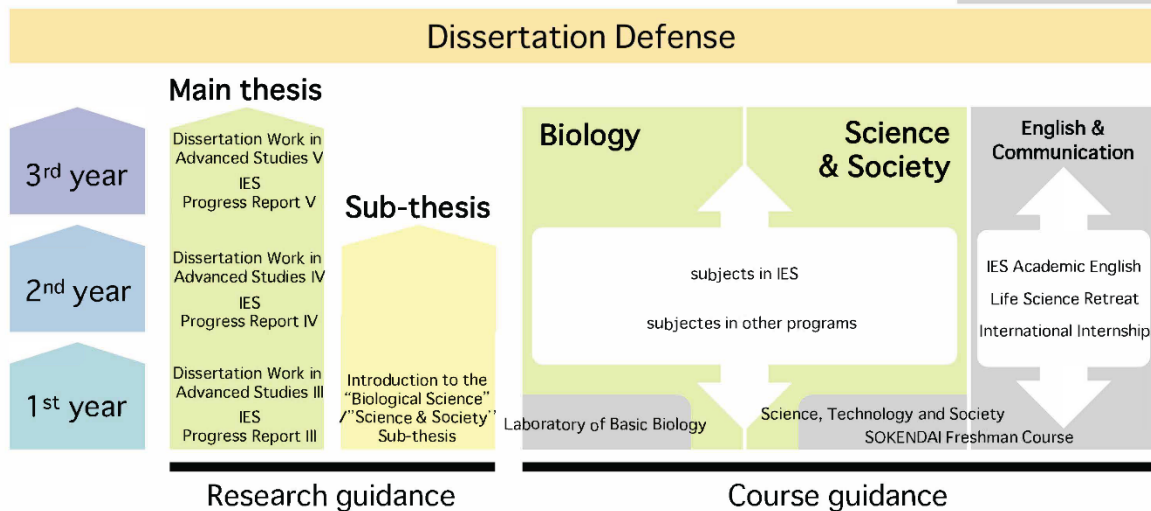 Dissertation Defense
3rd year
2nd year
1st year
Main thesis
Dissertation Work in
Advanced Studies V
IES
Progress Report V
Dissertation Work in
Advanced Studies IV
IES
Progress Report IV
Dissertation Work in
Advanced Studies III
IES
Progress Report III
Sub-thesis
Introduction to the
"Biological Science"
/"Science & Society"
Sub-thesis
Research guidance
Biology
Science
& Society
subjects in IES
subjectes in other programs
Laboratory of Basic Biology
Science, Technology and Society
SOKENDAI Freshman Course
English &
Communication
IES Academic English
Life Science Retreat
International Internship
Course guidance